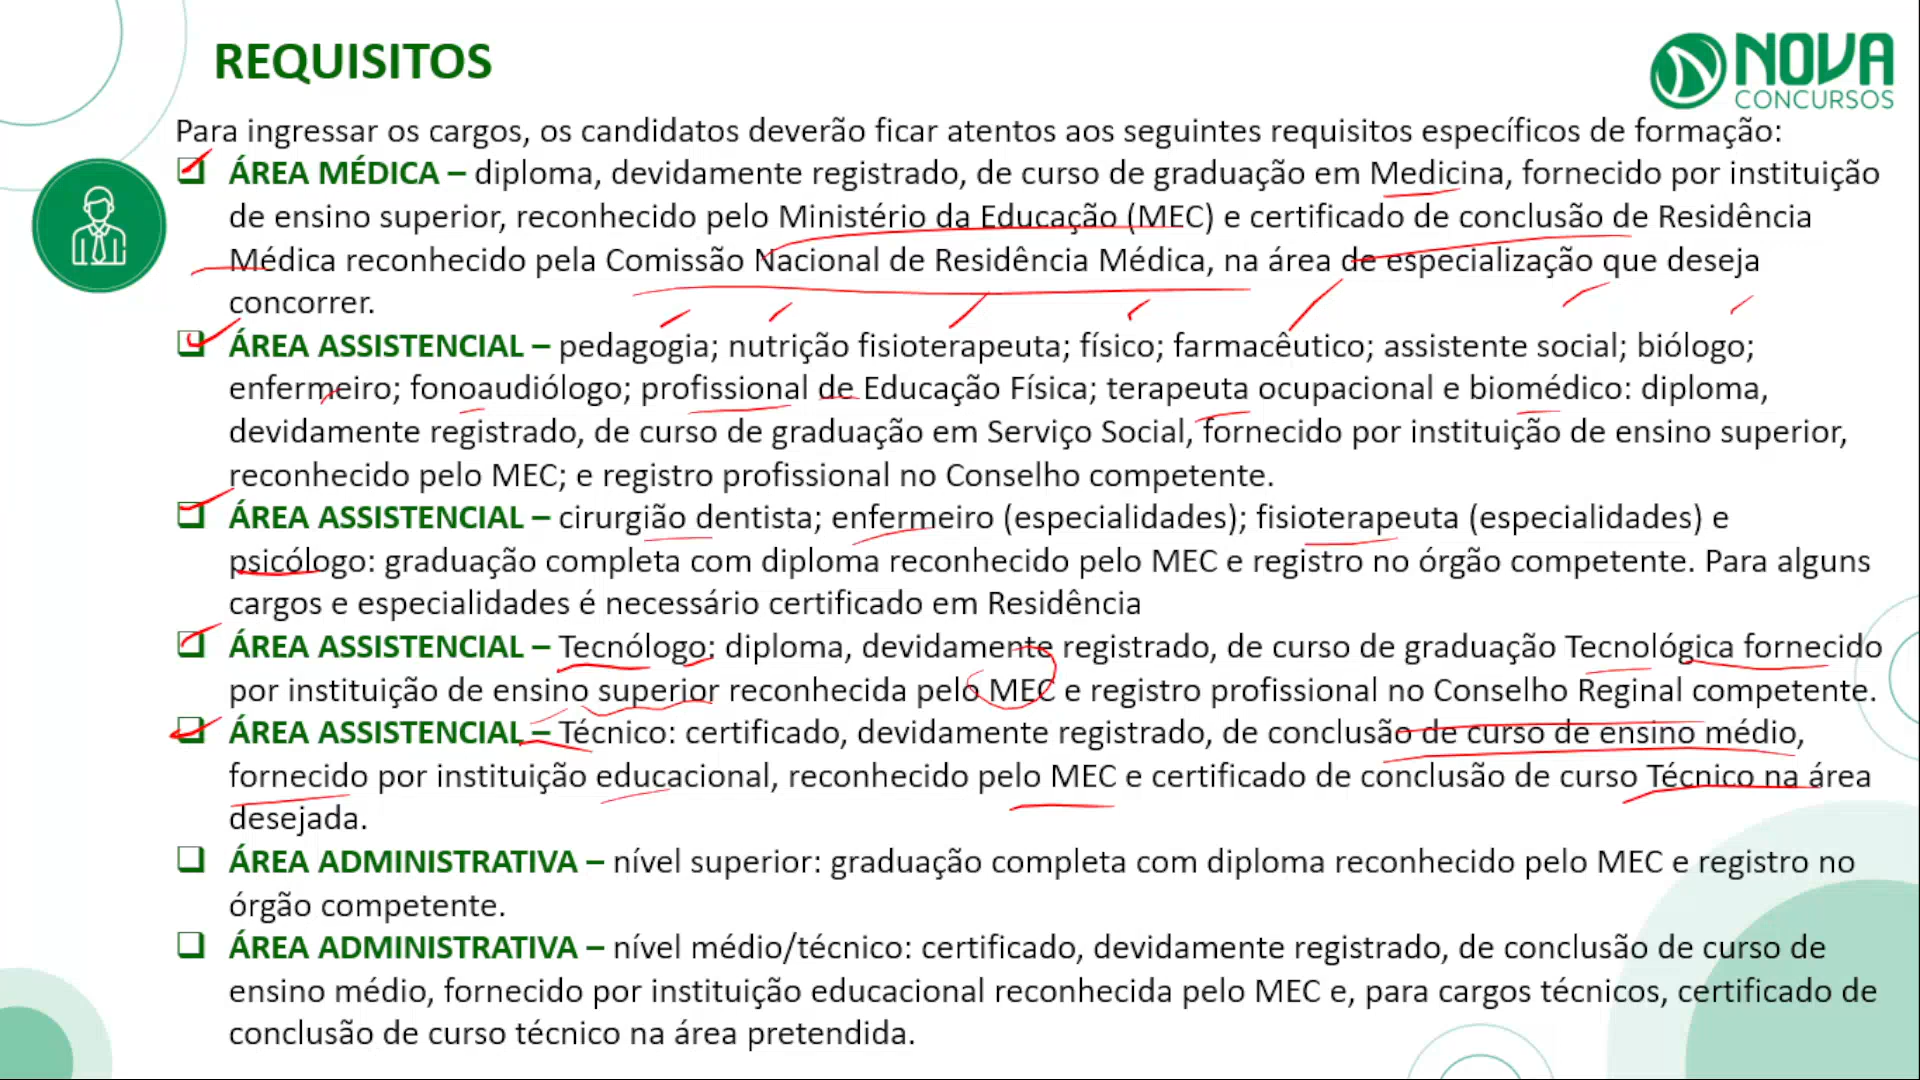 REQUISITOS
NOVA
CONCURSOS
Para ingressar os cargos, os candidatos deverão ficar atentos aos seguintes requisitos específicos de formação:
ÁREA MÉDICA – diploma, devidamente registrado, de curso de graduação em Medicina, fornecido por instituição
de ensino superior, reconhecido pelo Ministério da Educação (MEC) e certificado de conclusão de Residência
Médica reconhecido pela Comissão Nacional de Residência Médica, na área de especialização que deseja
concorrer.
ÁREA ASSISTENCIAL – pedagogia; nutrição fisioterapeuta; físico; farmacêutico; assistente social; biólogo;
enfermeiro; fonoaudiólogo; profissional de Educação Física; terapeuta ocupacional e biomédico: diploma,
devidamente registrado, de curso de graduação em Serviço Social, fornecido por instituição de ensino superior,
reconhecido pelo MEC; e registro profissional no Conselho competente.
ÁREA ASSISTENCIAL – cirurgião dentista; enfermeiro (especialidades); fisioterapeuta (especialidades) e
psicólogo: graduação completa com diploma reconhecido pelo MEC e registro no órgão competente. Para alguns
cargos e especialidades é necessário certificado em Residência
ÁREA ASSISTENCIAL – Tecnólogo: diploma, devidamente registrado, de curso de graduação Tecnológica fornecido
por instituição de ensino superior reconhecida pelo MEC e registro profissional no Conselho Reginal competente.
ÁREA ASSISTENCIAL – Técnico: certificado, devidamente registrado, de conclusão de curso de ensino médio,
fornecido por instituição educacional, reconhecido pelo MEC e certificado de conclusão de curso Técnico na área
desejada.
ÁREA ADMINISTRATIVA – nível superior: graduação completa com diploma reconhecido pelo MEC e registro no
órgão competente.
ÁREA ADMINISTRATIVA – nível médio/técnico: certificado, devidamente registrado, de conclusão de curso de
ensino médio, fornecido por instituição educacional reconhecida pelo MEC e, para cargos técnicos, certificado de
conclusão de curso técnico na área pretendida.